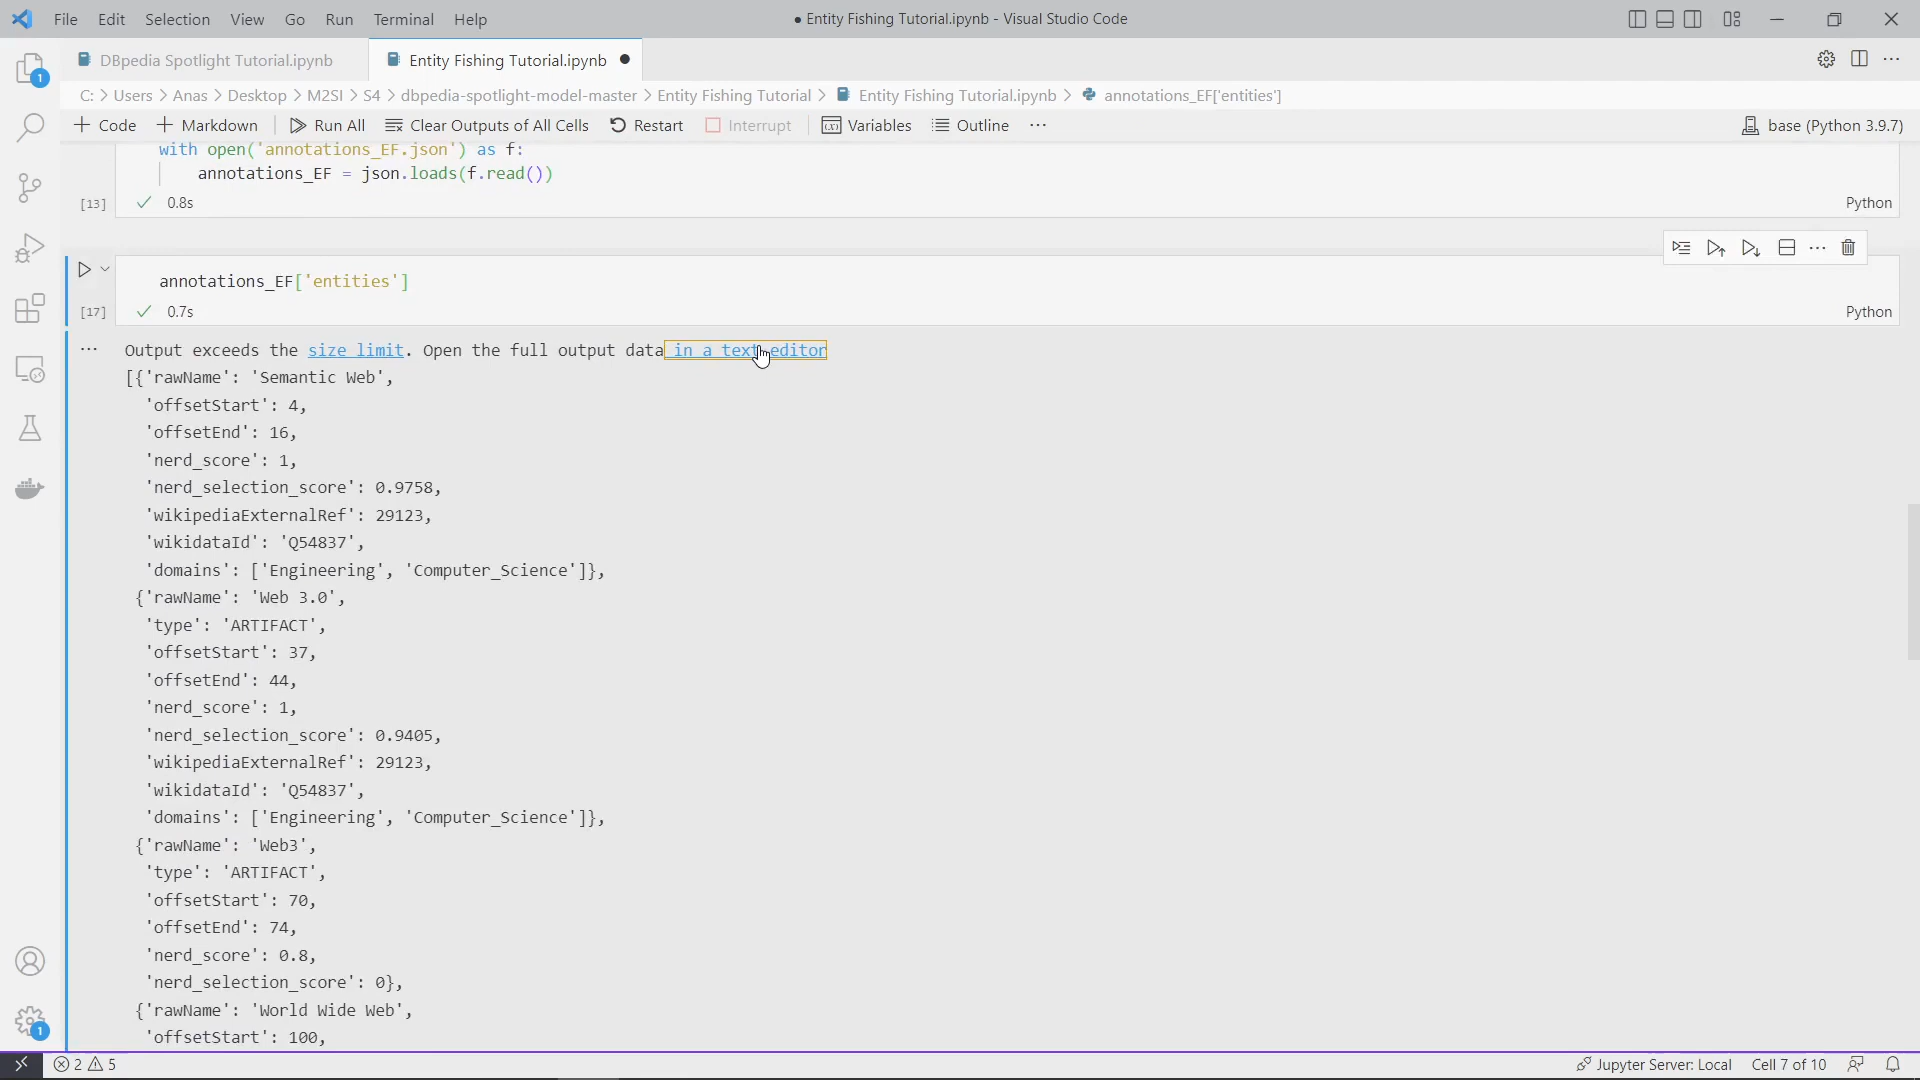 File Edit Selection View Go Run Terminal Help
● Entity Fishing Tutorial.ipynb - Visual Studio Code
DBpedia Spotlight Tutorial.ipynb
Entity Fishing Tutorial.ipynb ●
C: > Users > Anas > Desktop > M2SI > S4 > dbpedia-spotlight-model-master > Entity Fishing Tutorial > Entity Fishing Tutorial.ipynb > annotations_EF['entities']
+ Code + Markdown Run All Clear Outputs of All Cells Restart Interrupt Variables Outline ... base (Python 3.9.7)
with open('annotations_EF.json') as f:
annotations_EF = json.loads(f.read())
[13] 0.8s Python
annotations_EF['entities']
[17] 0.7s Python
Output exceeds the size limit. Open the full output data in a text editor
[{'rawName': 'Semantic Web',
'offsetStart': 4,
'offsetEnd': 16,
'nerd_score': 1,
'nerd_selection_score': 0.9758,
'wikipediaExternalRef': 29123,
'wikidataId': 'Q54837',
'domains': ['Engineering', 'Computer_Science']},
{'rawName': 'Web 3.0',
'type': 'ARTIFACT',
'offsetStart': 37,
'offsetEnd': 44,
'nerd_score': 1,
'nerd_selection_score': 0.9405,
'wikipediaExternalRef': 29123,
'wikidataId': 'Q54837',
'domains': ['Engineering', 'Computer_Science']},
{'rawName': 'Web3',
'type': 'ARTIFACT',
'offsetStart': 70,
'offsetEnd': 74,
'nerd_score': 0.8,
'nerd_selection_score': 0},
{'rawName': 'World Wide Web',
'offsetStart': 100,
1
1
2 5
Jupyter Server: Local Cell 7 of 10